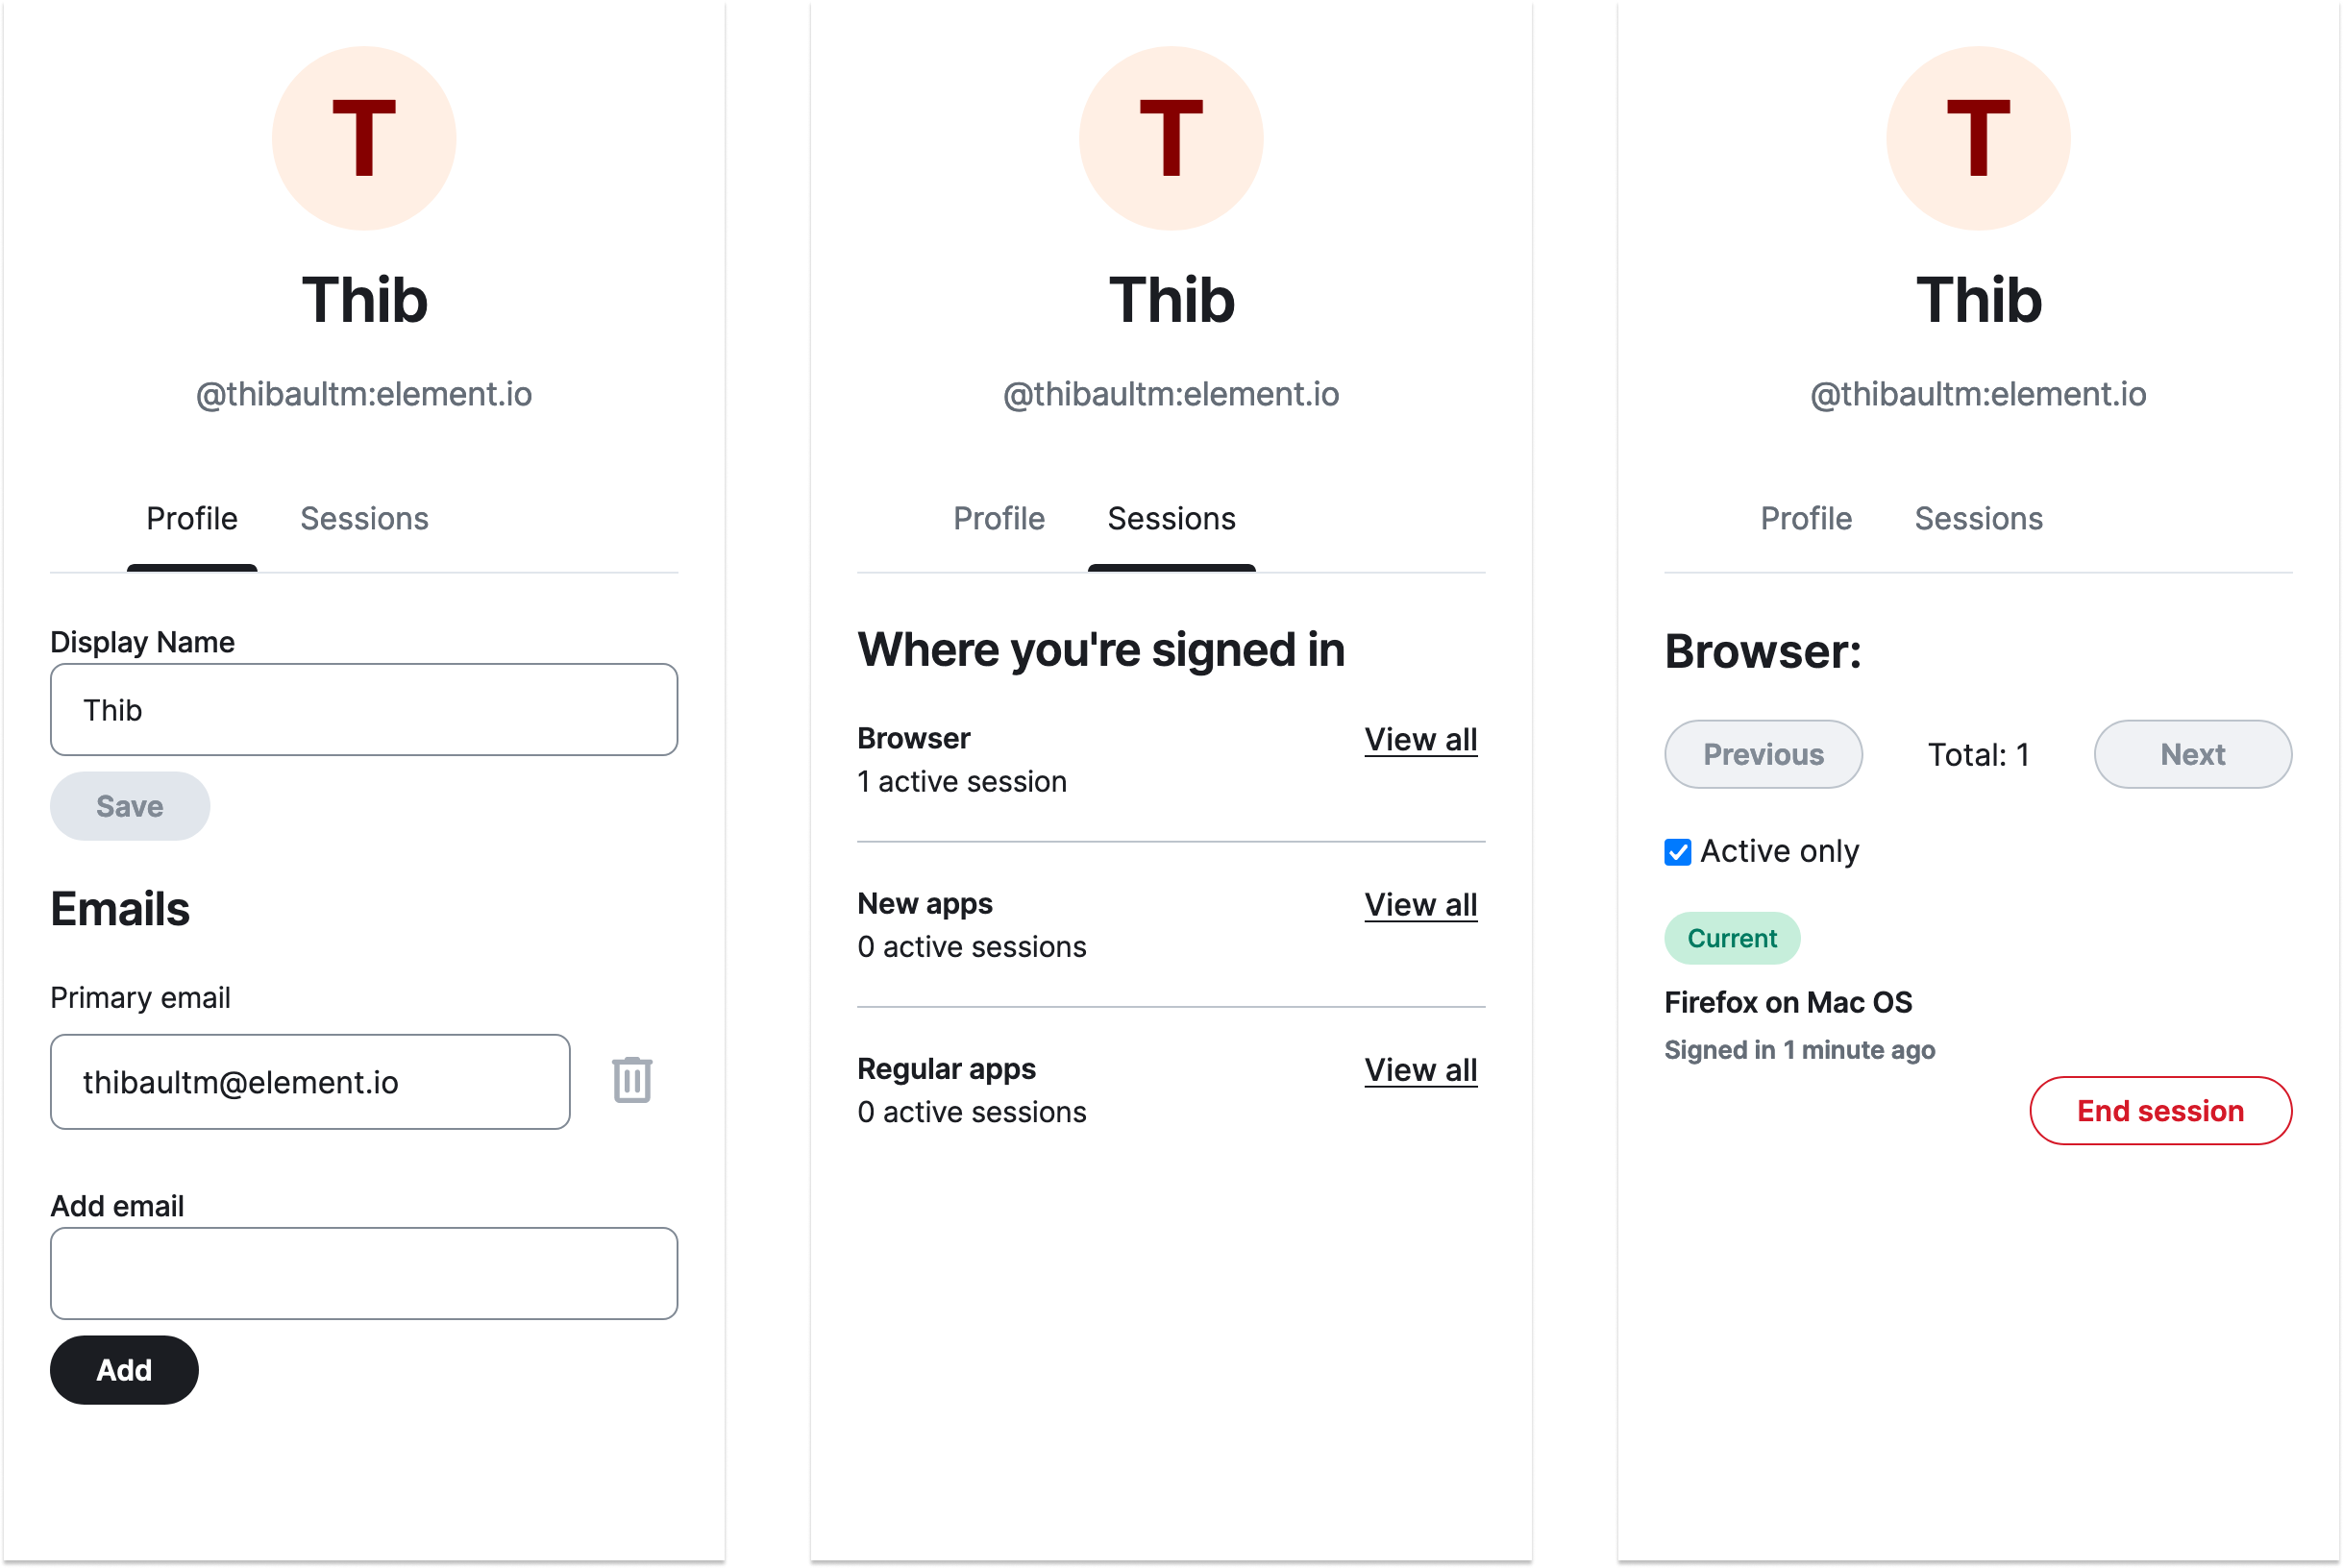 T
Thib
@thibaultm:element.io
Profile Sessions
Display Name
Thib
Save
Emails
Primary email
thibaultm@element.io
Add email
Add
T
Thib
@thibaultm:element.io
Profile Sessions
Where you're signed in
Browser View all
1 active session
New apps View all
0 active sessions
Regular apps View all
0 active sessions
T
Thib
@thibaultm:element.io
Profile Sessions
Browser:
Previous Total: 1 Next
Active only
Current
Firefox on Mac OS
Signed in 1 minute ago
End session